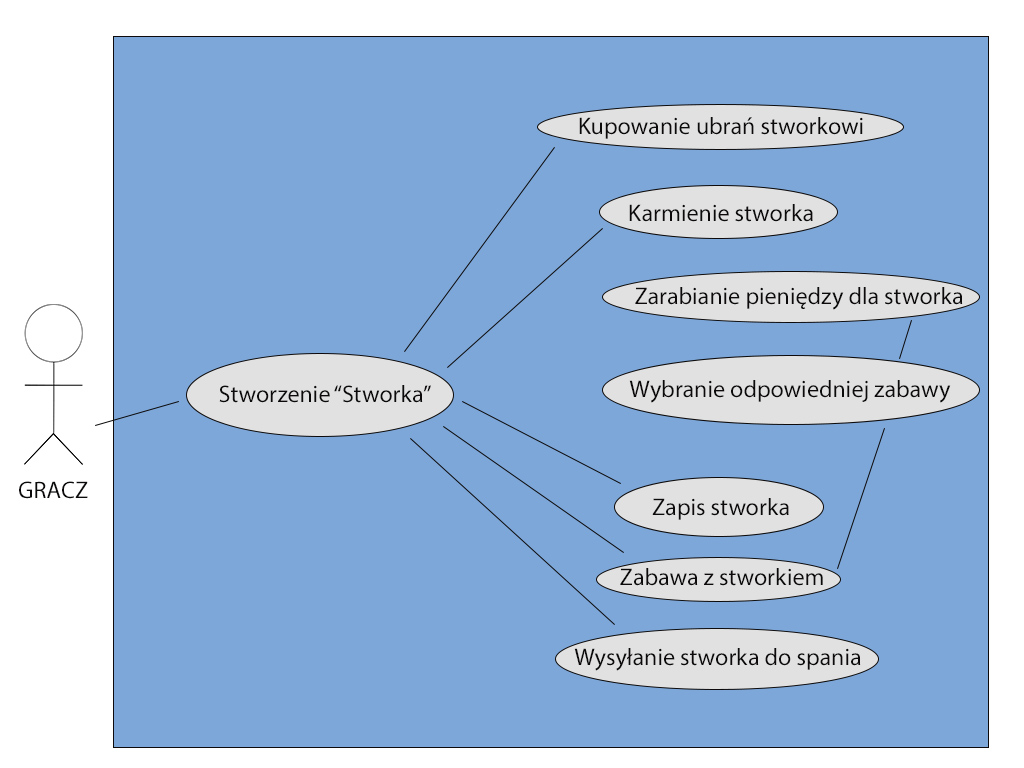 Kupowanie ubrań stworkowi
Karmienie stworka
Zarabianie pieniędzy dla stworka
Stworzenie “Stworka”
Wybranie odpowiedniej zabawy
GRACZ
Zapis stworka
Zabawa z stworkiem
Wysyłanie stworka do spania